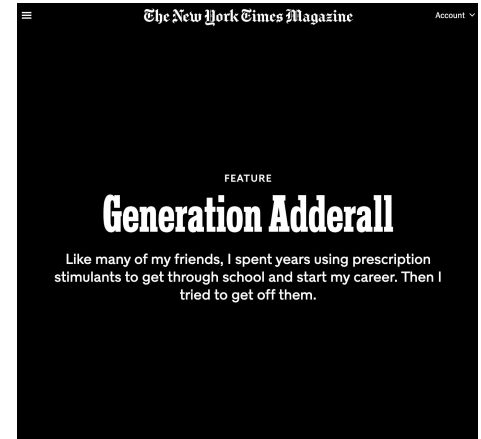 The New York Times Magazine
Account
FEATURE
Generation Adderall
Like many of my friends, I spent years using prescription
stimulants to get through school and start my career. Then I
tried to get off them.